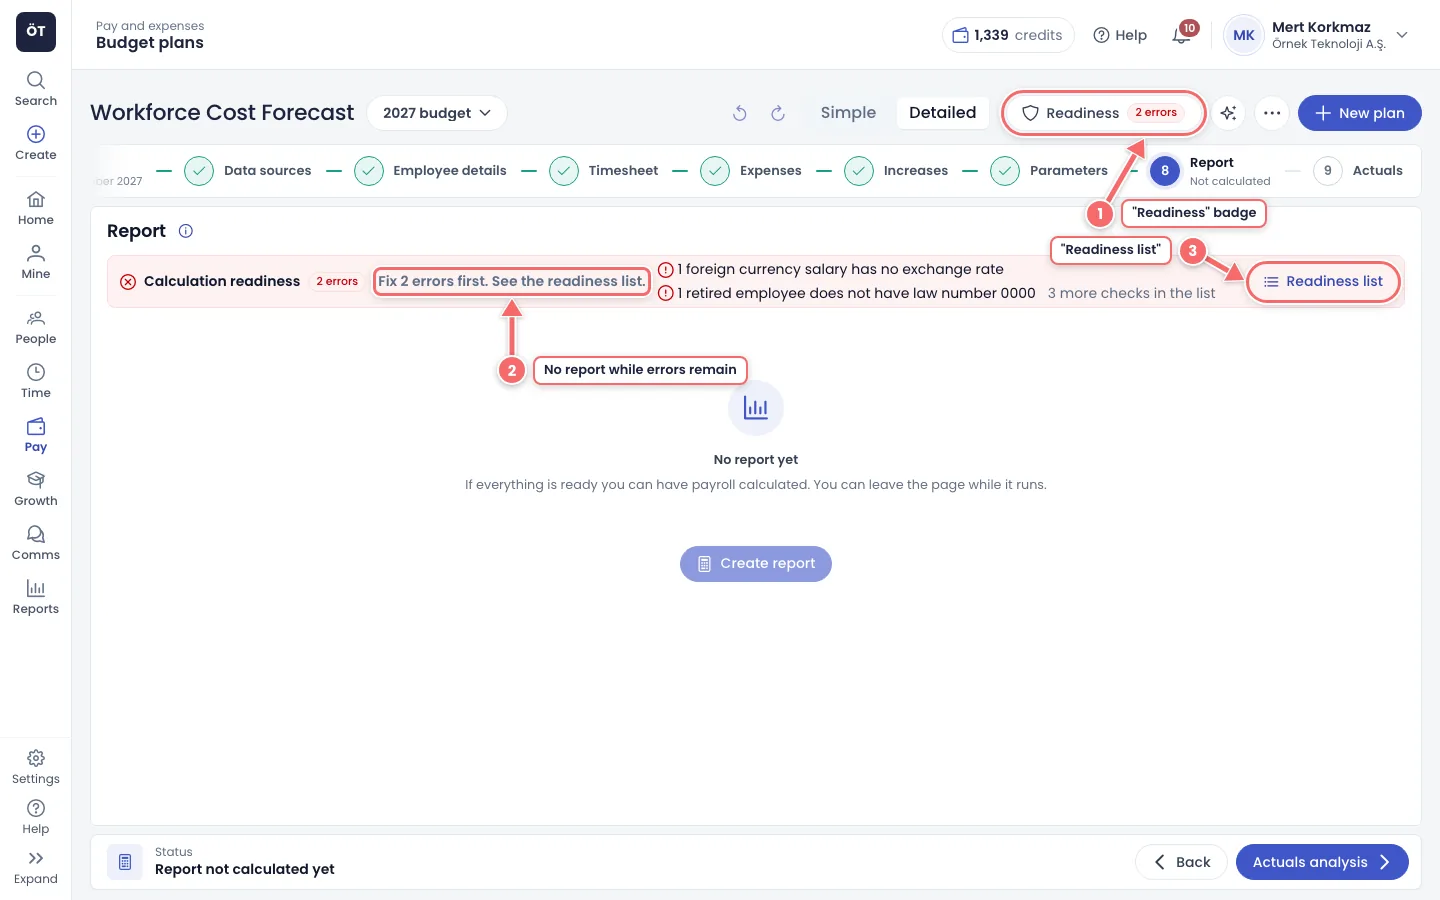 ÖT
Pay and expenses
Budget plans
1,339 credits
Help
10
MK
Mert Korkmaz
Örnek Teknoloji A.Ş.
Search
Create
Home
Mine
People
Time
Pay
Growth
Comms
Reports
Settings
Help
Expand
Workforce Cost Forecast
2027 budget
Simple
Detailed
Readiness
2 errors
New plan
2027
Data sources
Employee details
Timesheet
Expenses
Increases
Parameters
8
Report
Not calculated
9
Actuals
1
"Readiness" badge
Report
"Readiness list"
3
Calculation readiness
2 errors
Fix 2 errors first. See the readiness list.
1 foreign currency salary has no exchange rate
1 retired employee does not have law number 0000
3 more checks in the list
Readiness list
2
No report while errors remain
No report yet
If everything is ready you can have payroll calculated. You can leave the page while it runs.
Create report
Status
Report not calculated yet
Back
Actuals analysis